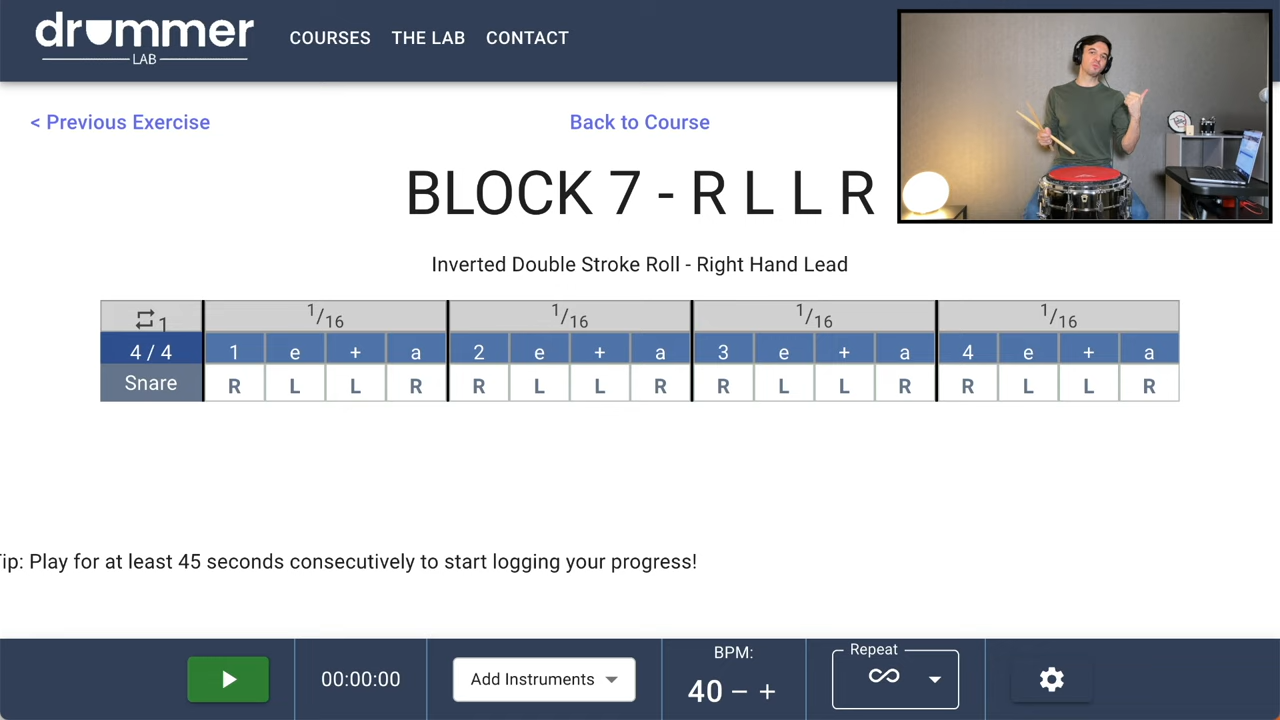 drummer
LAB
COURSES THE LAB CONTACT
< Previous Exercise
Back to Course
BLOCK 7 - R L L R
Inverted Double Stroke Roll - Right Hand Lead
1 1/16 1/16 1/16 1/16
4 / 4 1 e + a 2 e + a 3 e + a 4 e + a
Snare R L L R R L L R R L L R R L L R
ip: Play for at least 45 seconds consecutively to start logging your progress!
00:00:00
Add Instruments
BPM:
40 − +
Repeat
∞